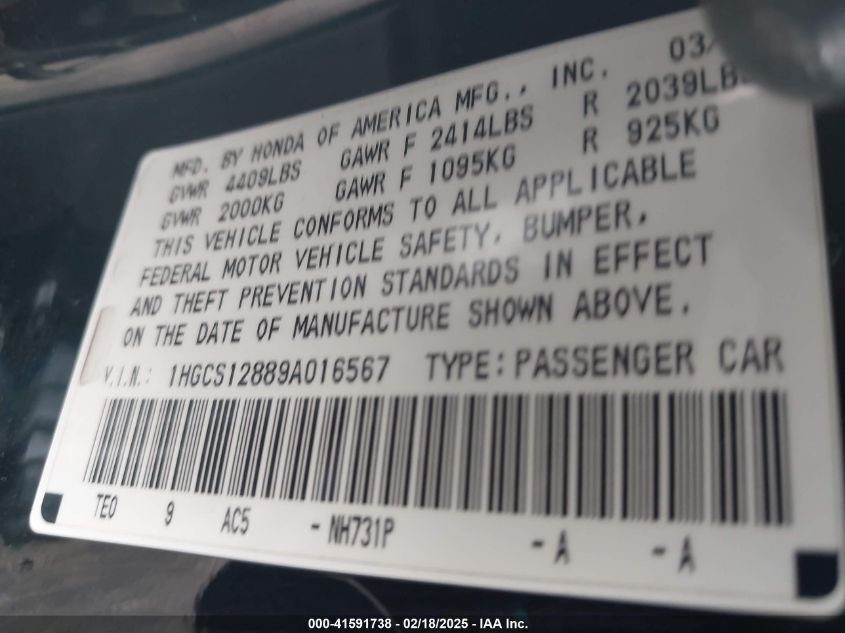 MFD. BY HONDA OF AMERICA MFG., INC. 03/
GVWR 4409LBS GAWR F 2414LBS R 2039LBS
GVWR 2000KG GAWR F 1095KG R 925KG
THIS VEHICLE CONFORMS TO ALL APPLICABLE
FEDERAL MOTOR VEHICLE SAFETY, BUMPER,
AND THEFT PREVENTION STANDARDS IN EFFECT
ON THE DATE OF MANUFACTURE SHOWN ABOVE.
V.I.N.: 1HGCS12889A016567 TYPE: PASSENGER CAR
TEO 9 AC5 - NH731P - A - A
000-41591738 - 02/18/2025 - IAA Inc.